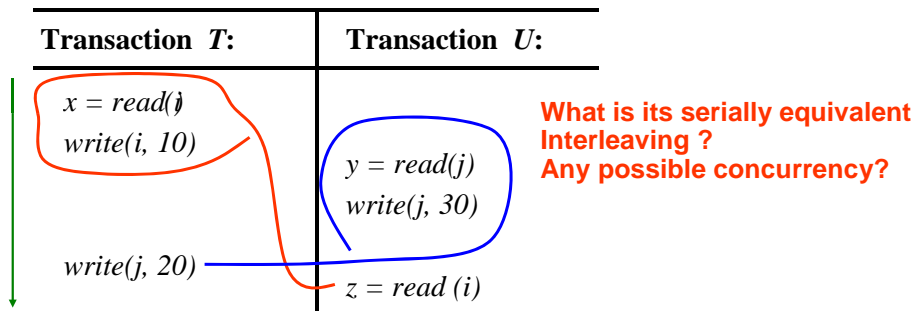 Transaction T:
Transaction U:
x = read(i)
write(i, 10)
y = read(j)
write(j, 30)
write(j, 20)
z = read (i)
What is its serially equivalent
Interleaving ?
Any possible concurrency?